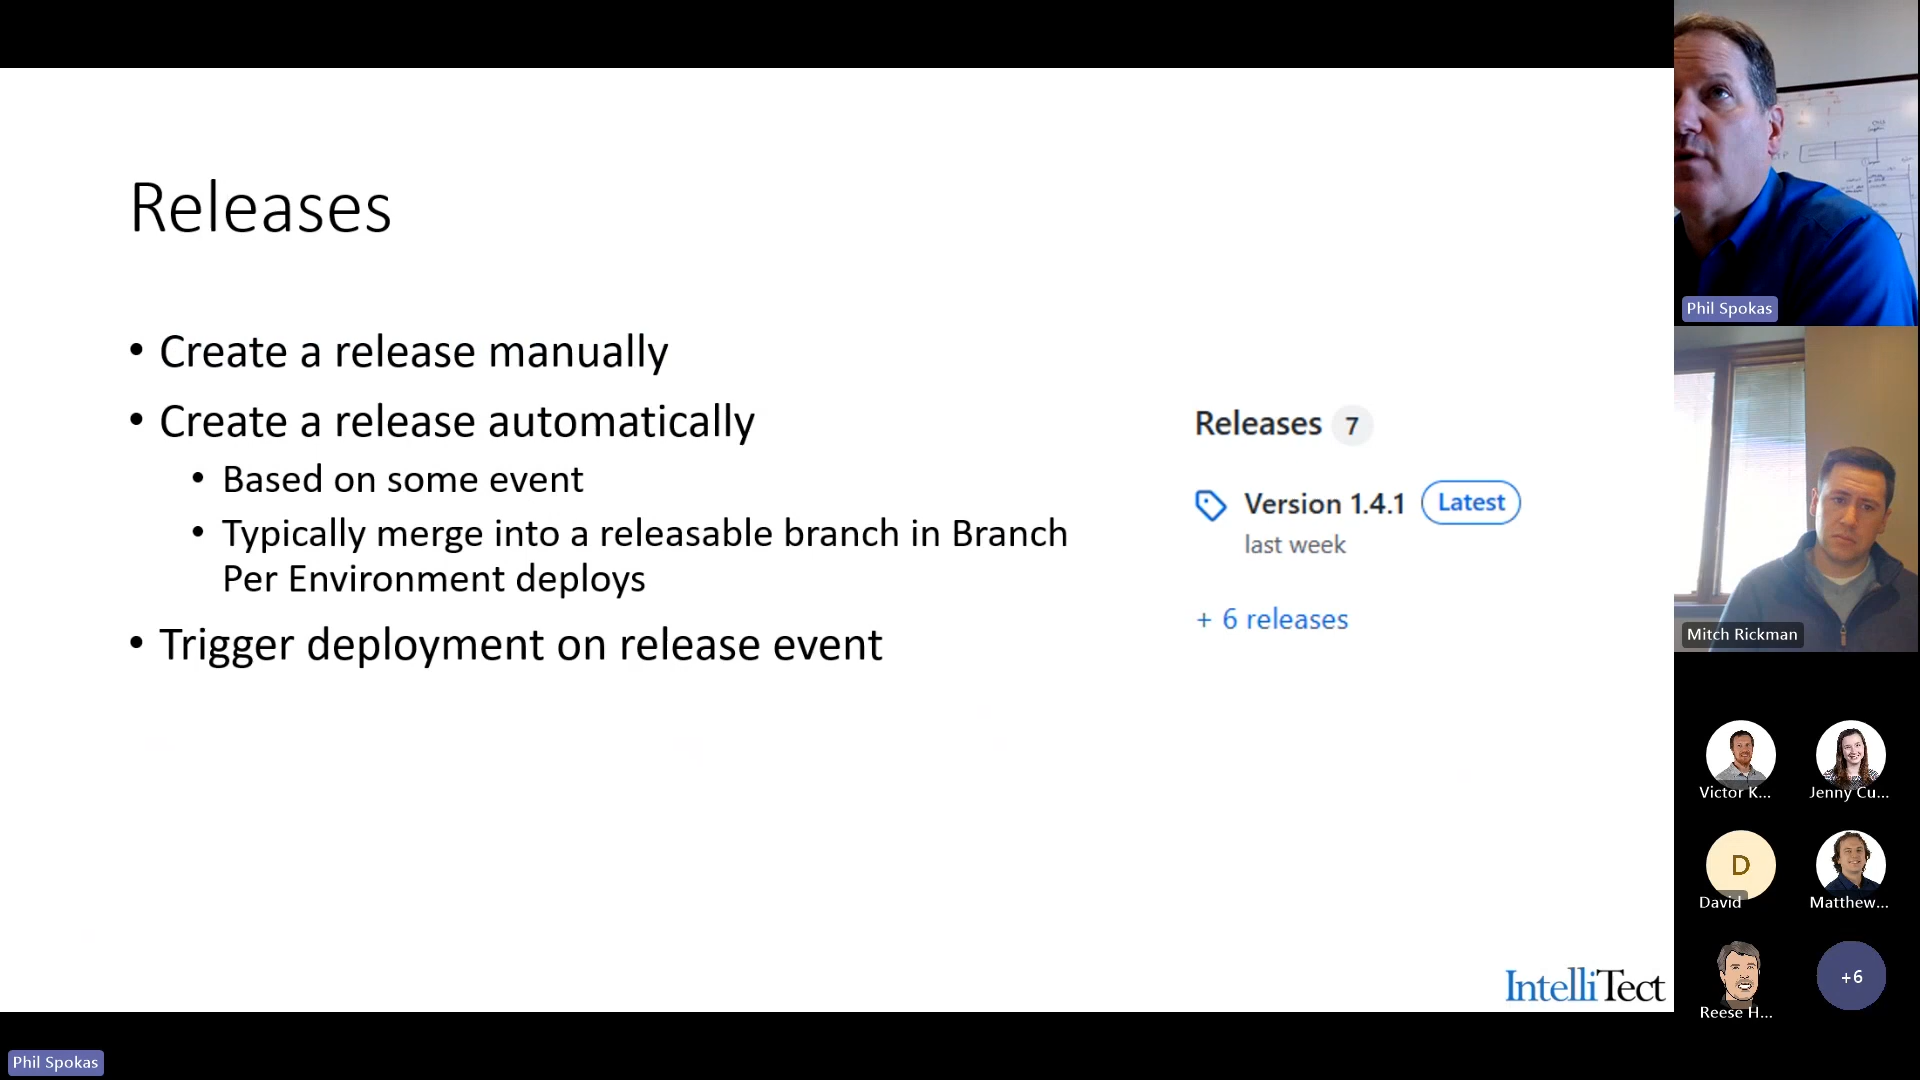 Releases
• Create a release manually
• Create a release automatically
• Based on some event
• Typically merge into a releasable branch in Branch
Per Environment deploys
• Trigger deployment on release event
Releases 7
Version 1.4.1 Latest
last week
+ 6 releases
IntelliTect
Phil Spokas
Mitch Rickman
Victor K...
Jenny Cu...
D
David
Matthew...
Reese H...
+6
Phil Spokas